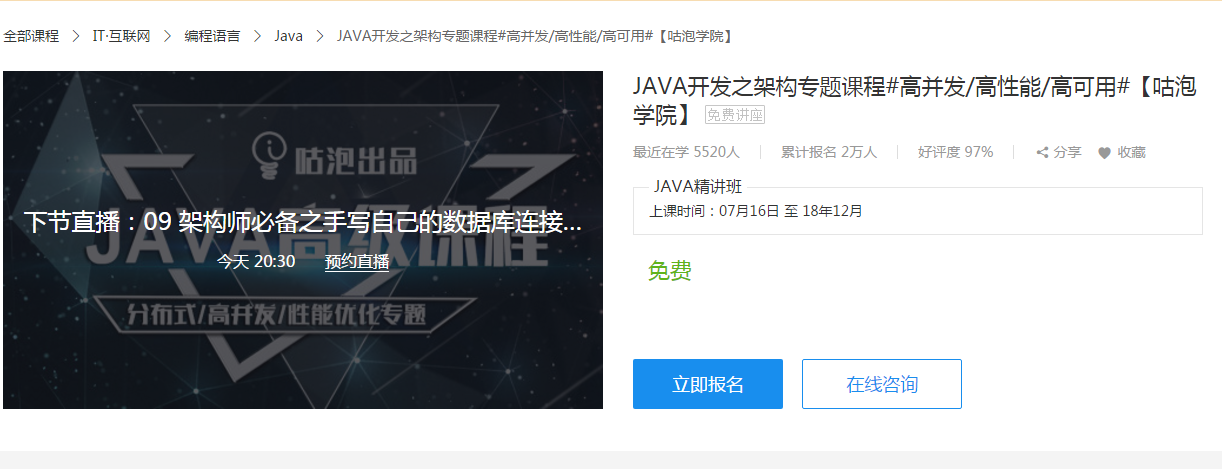 全部课程 > IT·互联网 > 编程语言 > Java > JAVA开发之架构专题课程#高并发/高性能/高可用#【咕泡学院】
咕泡出品
下节直播：09 架构师必备之手写自己的数据库连接...
JAVA高级课程
今天 20:30 预约直播
分布式/高并发/性能优化专题
JAVA开发之架构专题课程#高并发/高性能/高可用#【咕泡
学院】 免费讲座
最近在学 5520人 累计报名 2万人 好评度 97% 分享 收藏
JAVA精讲班
上课时间：07月16日 至 18年12月
免费
立即报名 在线咨询